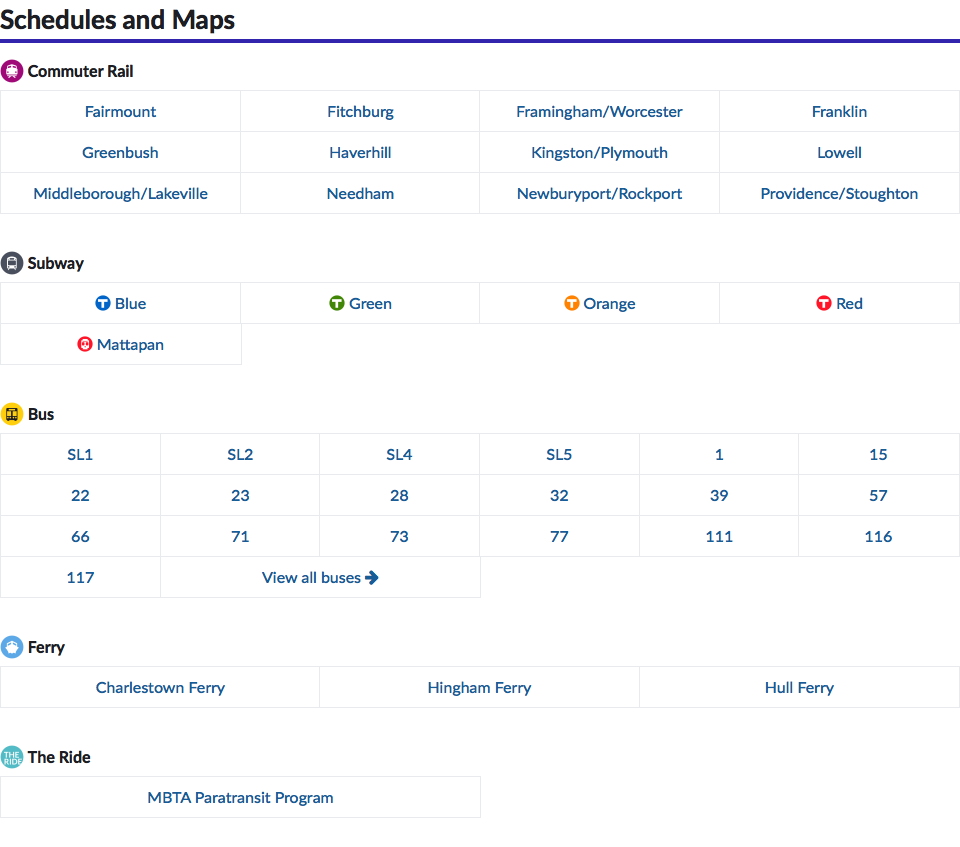 Schedules and Maps
Commuter Rail
Fairmount Fitchburg Framingham/Worcester Franklin
Greenbush Haverhill Kingston/Plymouth Lowell
Middleborough/Lakeville Needham Newburyport/Rockport Providence/Stoughton
Subway
T Blue T Green T Orange T Red
Mattapan
Bus
SL1 SL2 SL4 SL5 1 15
22 23 28 32 39 57
66 71 73 77 111 116
117 View all buses
Ferry
Charlestown Ferry Hingham Ferry Hull Ferry
THE RIDE The Ride
MBTA Paratransit Program